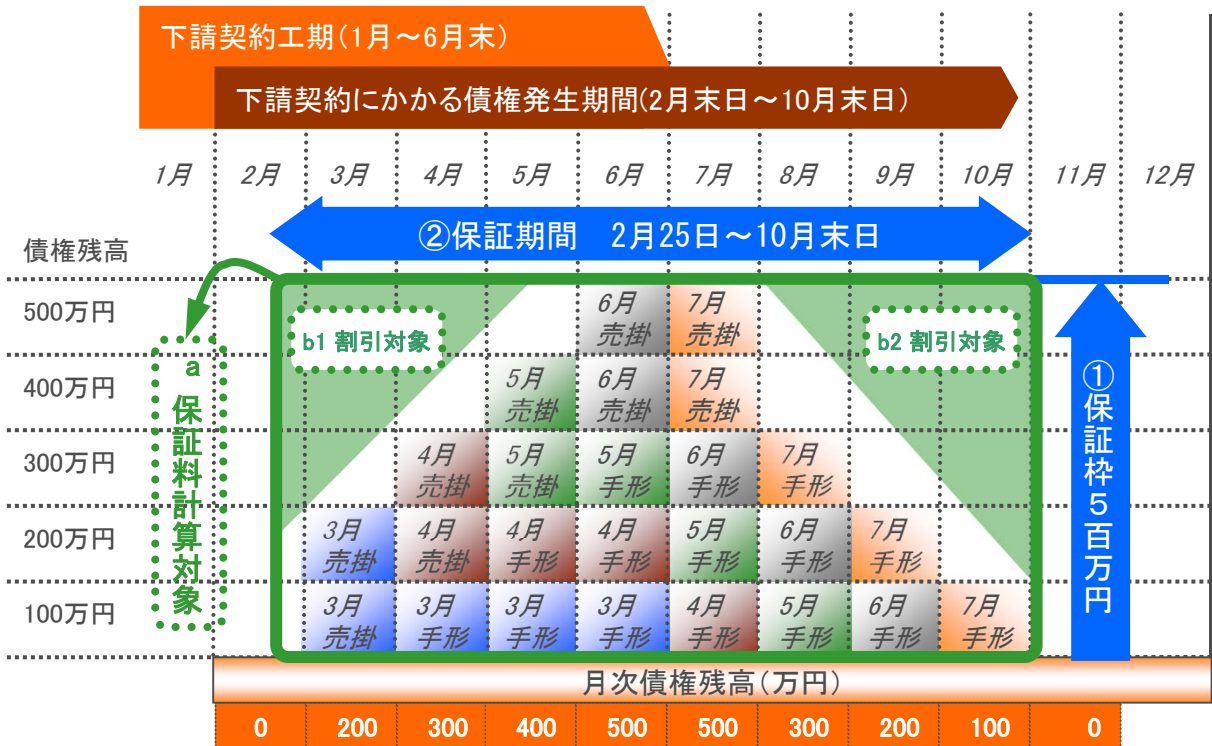 下請契約工期(1月～6月末)
下請契約にかかる債権発生期間(2月末日～10月末日)
1月 2月 3月 4月 5月 6月 7月 8月 9月 10月 11月 12月
②保証期間 2月25日～10月末日
債権残高
500万円
b1 割引対象
6月 7月
売掛 売掛
b2 割引対象
400万円
5月 6月 7月
売掛 売掛 売掛
300万円
4月 5月 5月 6月 7月
売掛 売掛 手形 手形 手形
200万円
3月 4月 4月 4月 5月 6月 7月
売掛 売掛 手形 手形 手形 手形 手形
100万円
3月 3月 3月 3月 4月 5月 6月 7月
売掛 手形 手形 手形 手形 手形 手形 手形
a 保証料計算対象
①保証枠5百万円
月次債権残高(万円)
0 200 300 400 500 500 300 200 100 0